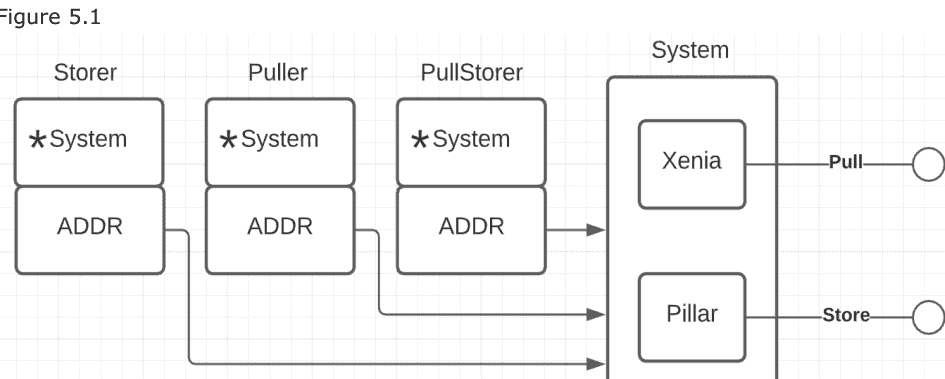 Figure 5.1
System
Storer
Puller
PullStorer
*System
*System
*System
Xenia
Pull
ADDR
ADDR
ADDR
Pillar
Store